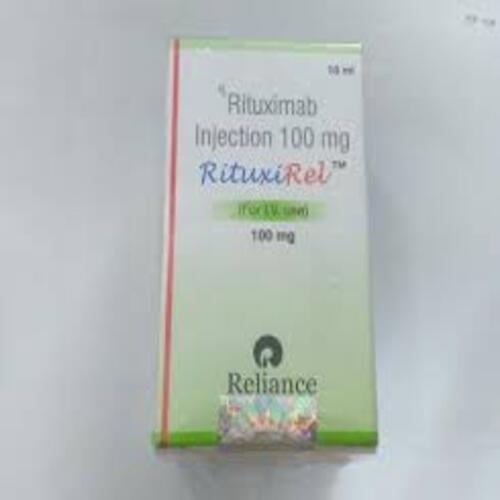 10 ml
Rituximab
Injection 100 mg
RituxiRel™
(For I.V. use)
100 mg
Reliance